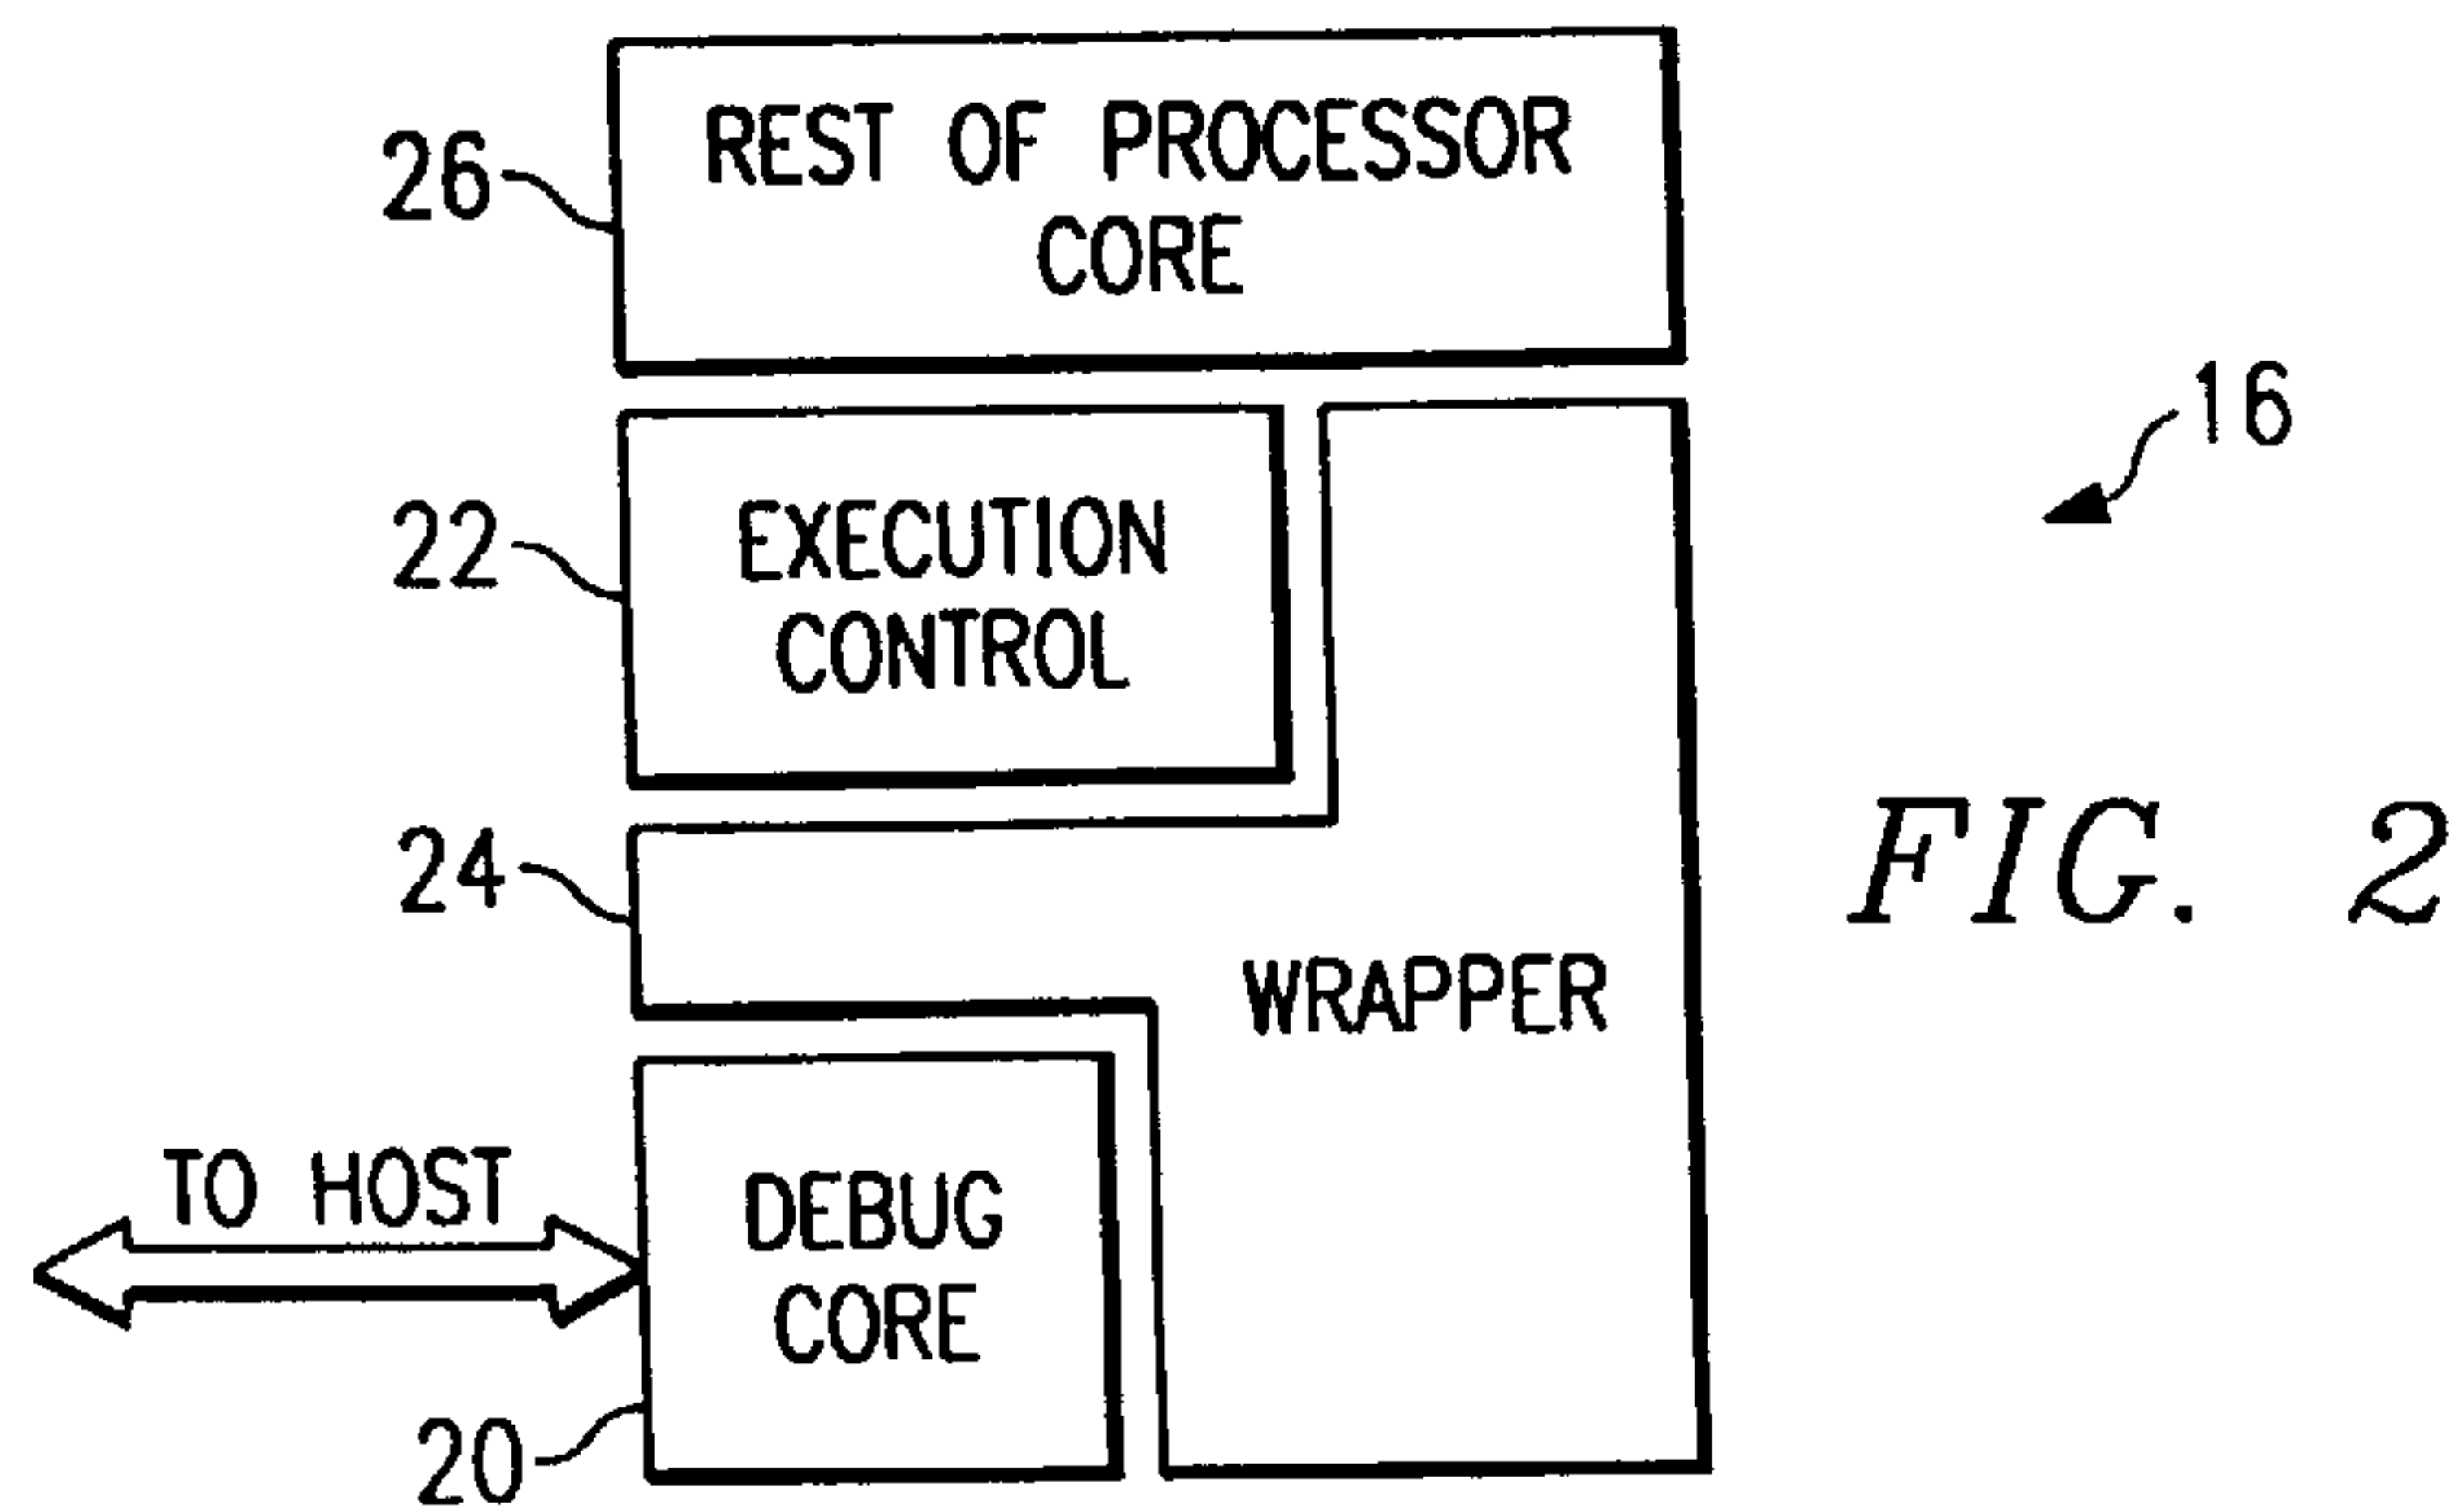 REST OF PROCESSOR
CORE
26
16
EXECUTION
CONTROL
22
24
WRAPPER
FIG. 2
TO HOST
DEBUG
CORE
20